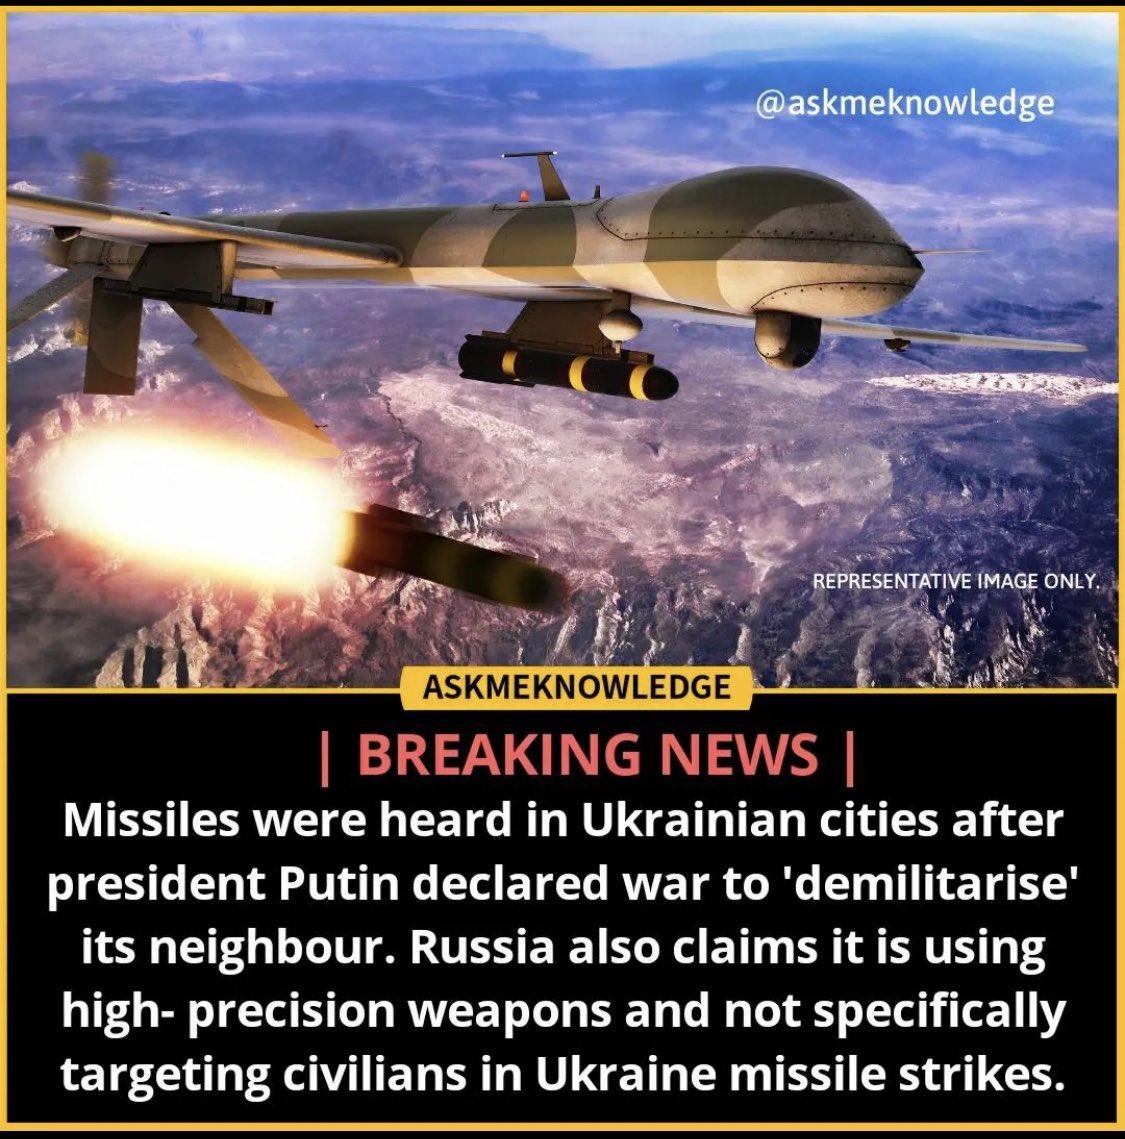 @askmeknowledge
REPRESENTATIVE IMAGE ONLY.
ASKMEKNOWLEDGE
| BREAKING NEWS |
Missiles were heard in Ukrainian cities after
president Putin declared war to 'demilitarise'
its neighbour. Russia also claims it is using
high- precision weapons and not specifically
targeting civilians in Ukraine missile strikes.